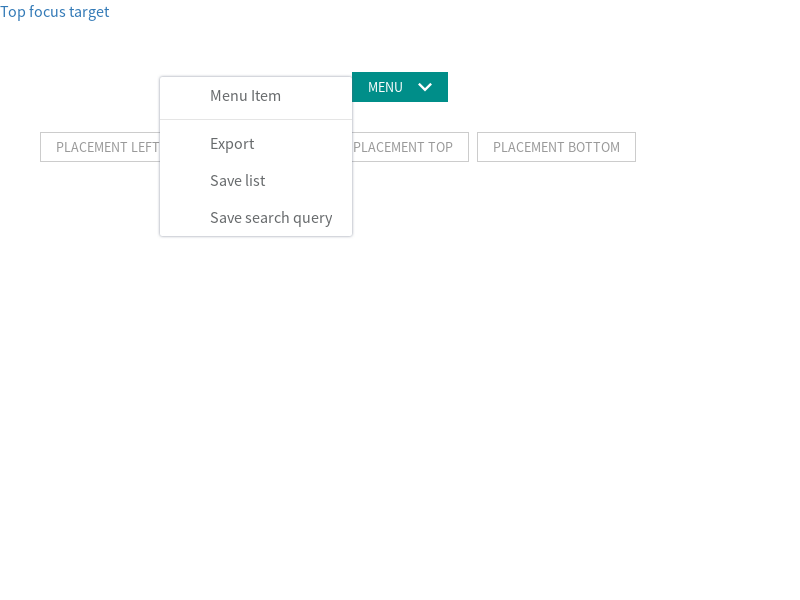 Top focus target
MENU
Menu Item
Export
Save list
Save search query
PLACEMENT LEFT
PLACEMENT TOP
PLACEMENT BOTTOM